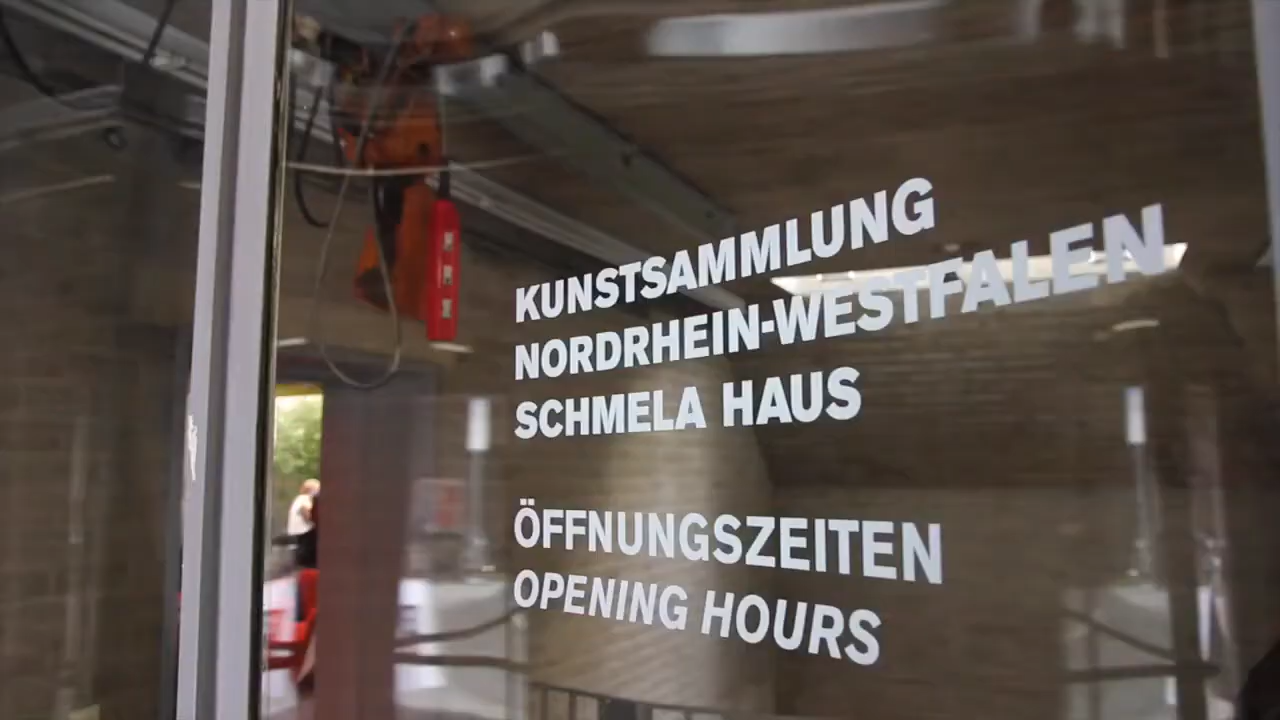 KUNSTSAMMLUNG
NORDRHEIN-WESTFALEN
SCHMELA HAUS
ÖFFNUNGSZEITEN
OPENING HOURS